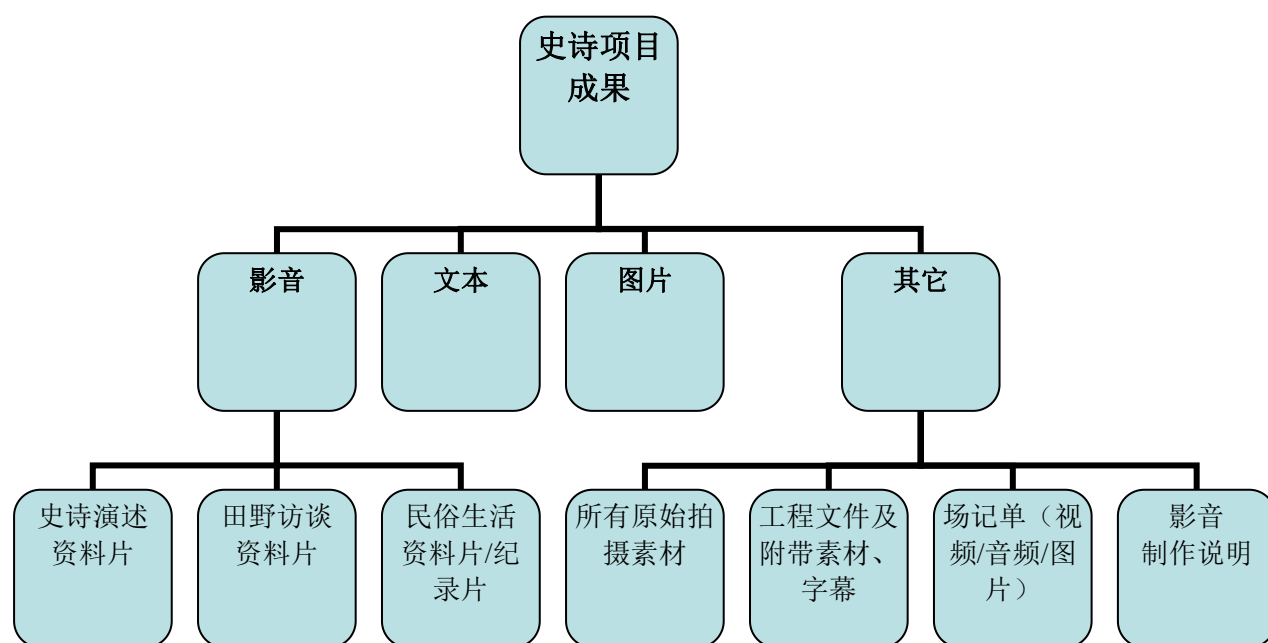 史诗项目
成果
影音
文本
图片
其它
史诗演述
资料片
田野访谈
资料片
民俗生活
资料片/纪
录片
所有原始拍
摄素材
工程文件及
附带素材、
字幕
场记单（视
频/音频/图
片）
影音
制作说明